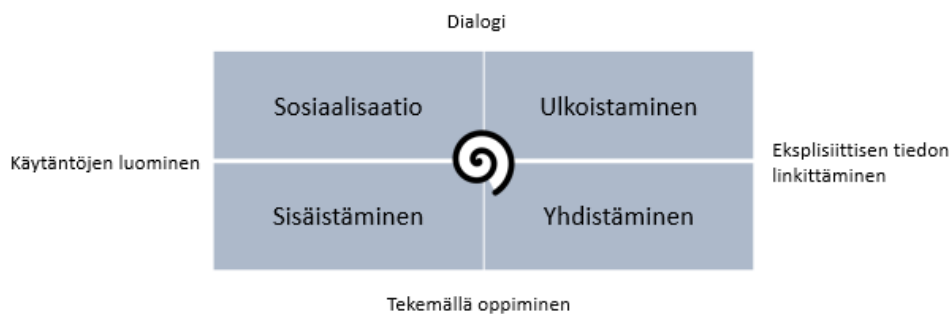 Dialogi
Sosiaalisaatio
Ulkoistaminen
Käytäntöjen luominen
Eksplisiittisen tiedon
linkittäminen
Sisäistäminen
Yhdistäminen
Tekemällä oppiminen